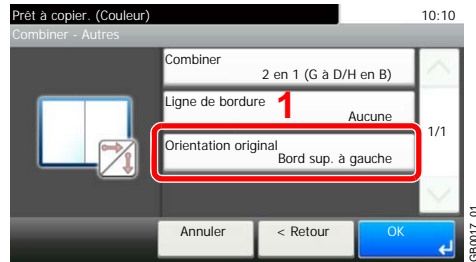 Prêt à copier. (Couleur)
10:10
Combiner - Autres
Combiner
2 en 1 (G à D/H en B)
Ligne de bordure
1
Aucune
1/1
Orientation original
Bord sup. à gauche
Annuler
< Retour
OK
GB0017_01